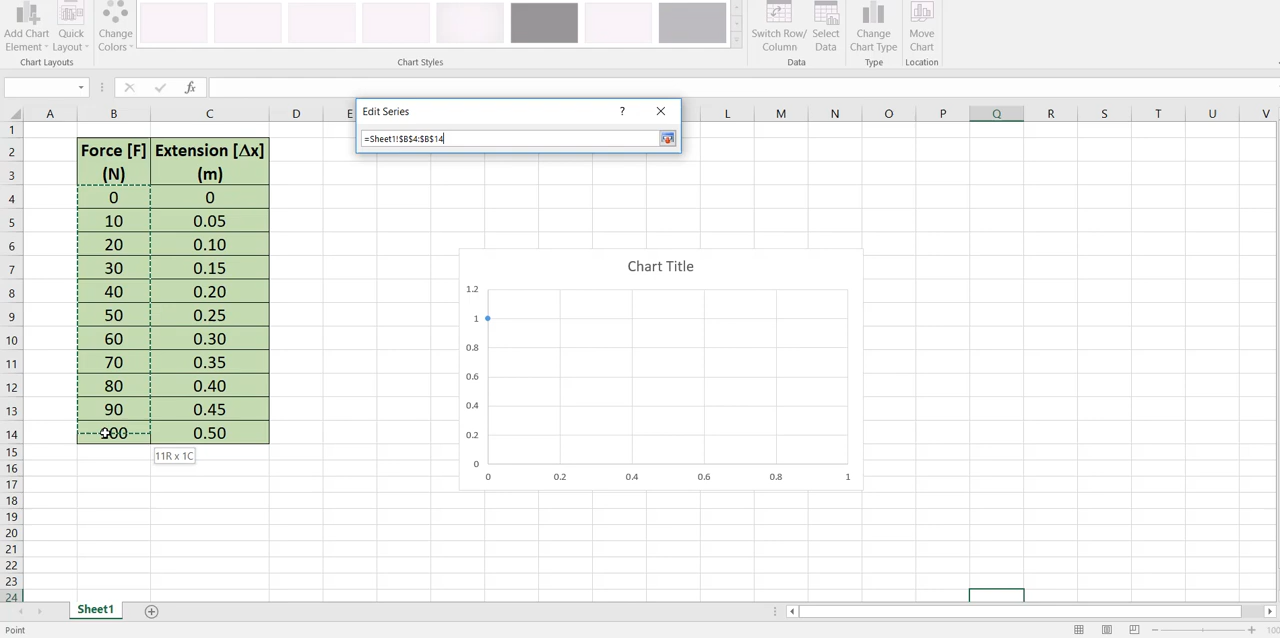 Add Chart Element
Quick Layout
Change Colors
Switch Row/ Column
Select Data
Change Chart Type
Move Chart
Chart Layouts
Chart Styles
Data
Type
Location
fx
Edit Series
?
=Sheet1!$B$4:$B$14
A B C D E L M N O P Q R S T U V
1
2 Force [F] Extension [Δx]
3 (N) (m)
4 0 0
5 10 0.05
6 20 0.10
7 30 0.15
8 40 0.20
9 50 0.25
10 60 0.30
11 70 0.35
12 80 0.40
13 90 0.45
14 100 0.50
15
16
17
18
19
20
21
22
23
24
11R x 1C
Chart Title
1.2
1
0.8
0.6
0.4
0.2
0
0 0.2 0.4 0.6 0.8 1
Sheet1
Point
100